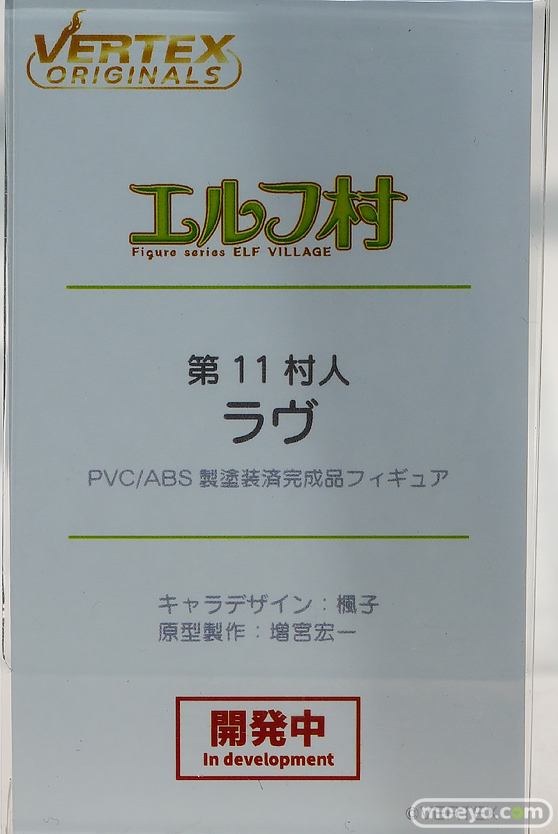 VERTEX
ORIGINALS
エルフ村
Figure series ELF VILLAGE
第11村人
ラヴ
PVC/ABS 製塗装済完成品フィギュア
キャラデザイン：楓子
原型製作：増宮宏一
開発中
In development
moeyo.com